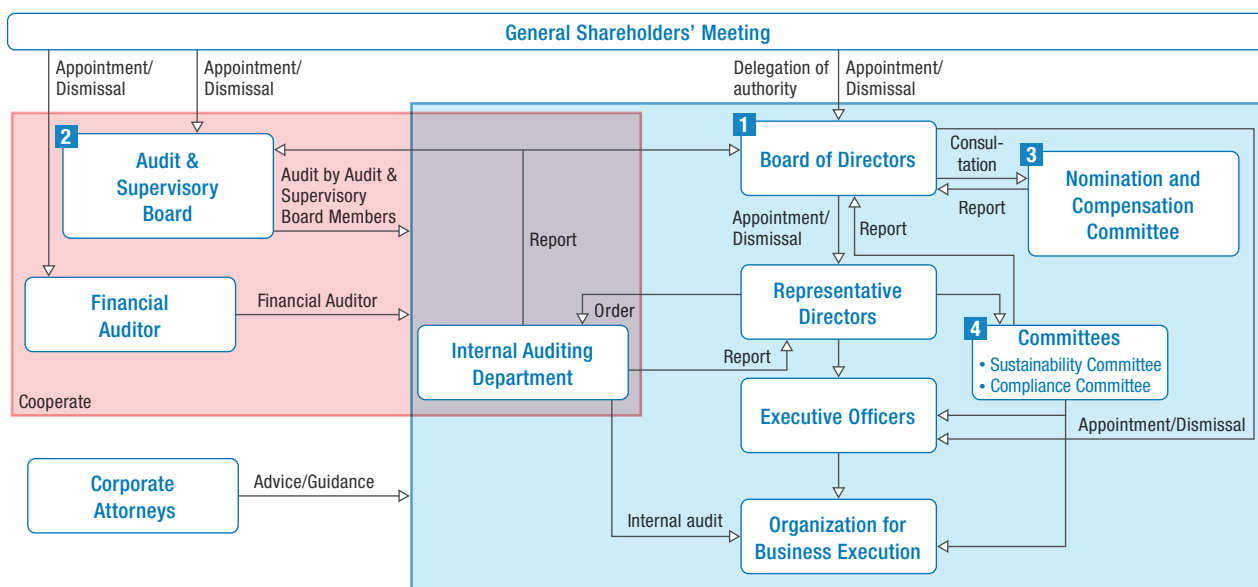 General Shareholders' Meeting
Appointment/
Dismissal
Appointment/
Dismissal
Delegation of
authority
Appointment/
Dismissal
2
Audit &
Supervisory
Board
Audit by Audit &
Supervisory
Board Members
1
Board of Directors
Consul-
tation
Report
3
Nomination and
Compensation
Committee
Report
Appointment/
Dismissal
Report
Financial
Auditor
Financial Auditor
Order
Representative
Directors
Internal Auditing
Department
Report
4
Committees
• Sustainability Committee
• Compliance Committee
Cooperate
Executive Officers
Appointment/Dismissal
Corporate
Attorneys
Advice/Guidance
Internal audit
Organization for
Business Execution